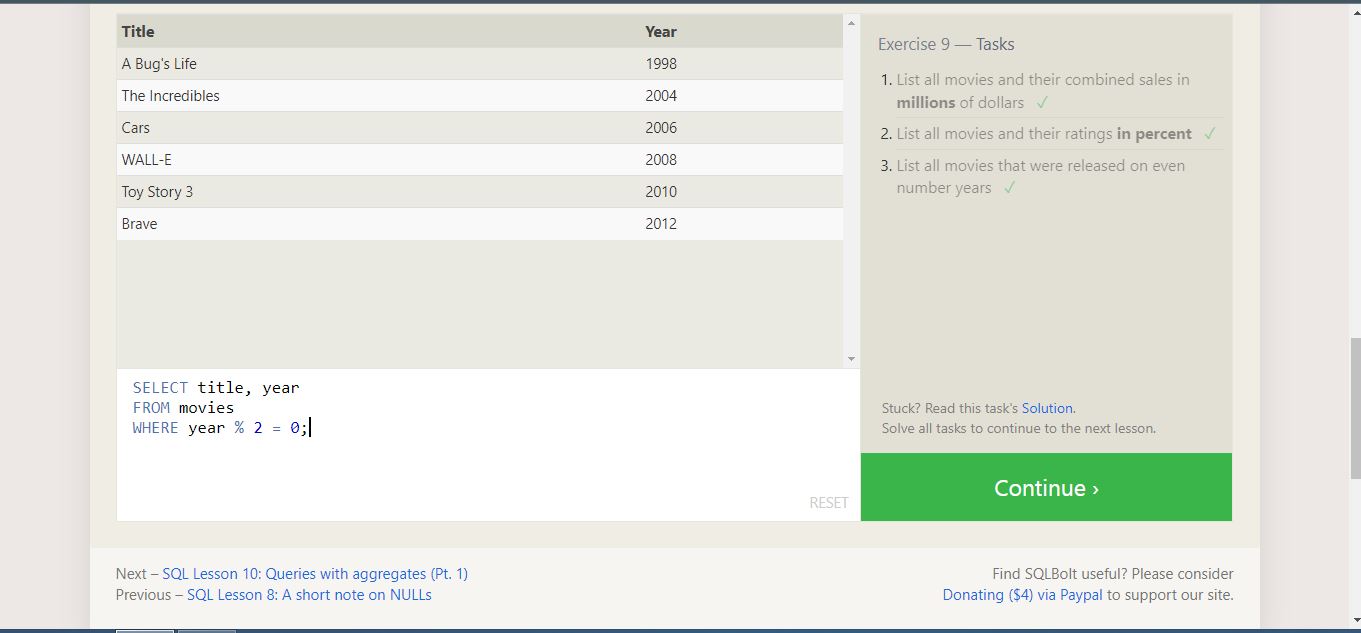 Title Year
A Bug's Life 1998
The Incredibles 2004
Cars 2006
WALL-E 2008
Toy Story 3 2010
Brave 2012
SELECT title, year
FROM movies
WHERE year % 2 = 0;
RESET
Exercise 9 — Tasks
1. List all movies and their combined sales in
millions of dollars ✓
2. List all movies and their ratings in percent ✓
3. List all movies that were released on even
number years ✓
Stuck? Read this task's Solution.
Solve all tasks to continue to the next lesson.
Continue ›
Next – SQL Lesson 10: Queries with aggregates (Pt. 1)
Previous – SQL Lesson 8: A short note on NULLs
Find SQLBolt useful? Please consider
Donating ($4) via Paypal to support our site.